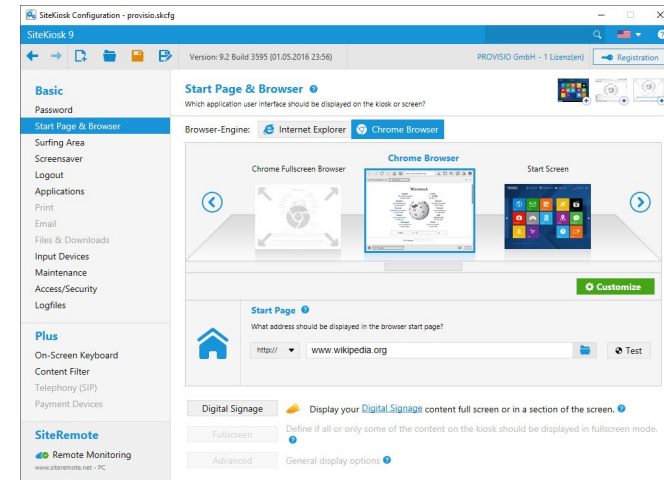 SiteKiosk Configuration - provisio.skcfg
SiteKiosk 9
Version: 9.2 Build 3595 (01.05.2016 23:56)
PROVISIO GmbH - 1 Lizenz(en)
Registration
Basic
Password
Start Page & Browser
Surfing Area
Screensaver
Logout
Applications
Print
Email
Files & Downloads
Input Devices
Maintenance
Access/Security
Logfiles
Plus
On-Screen Keyboard
Content Filter
Telephony (SIP)
Payment Devices
SiteRemote
Remote Monitoring
www.siteremote.net - PC
Start Page & Browser
Which application user interface should be displayed on the kiosk or screen?
Browser-Engine: Internet Explorer Chrome Browser
Chrome Fullscreen Browser
Chrome Browser
Start Screen
Customize
Start Page
What address should be displayed in the browser start page?
http:// www.wikipedia.org Test
Digital Signage Display your Digital Signage content full screen or in a section of the screen.
Fullscreen Define if all or only some of the content on the kiosk should be displayed in fullscreen mode.
Advanced General display options